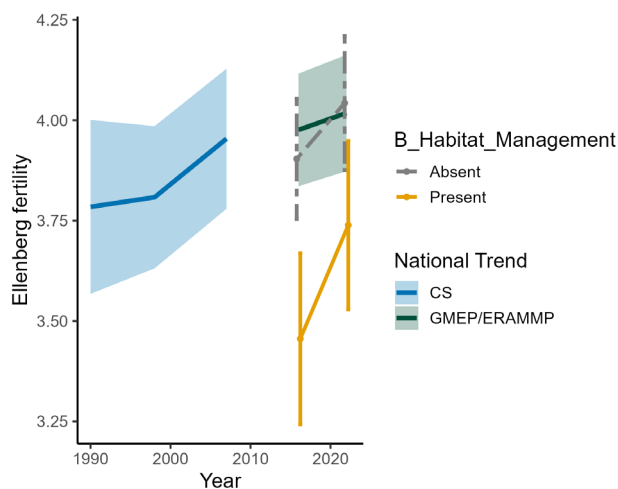 4.25
4.00
3.75
3.50
3.25
Ellenberg fertility
1990
2000
2010
2020
Year
B_Habitat_Management
Absent
Present
National Trend
CS
GMEP/ERAMMP